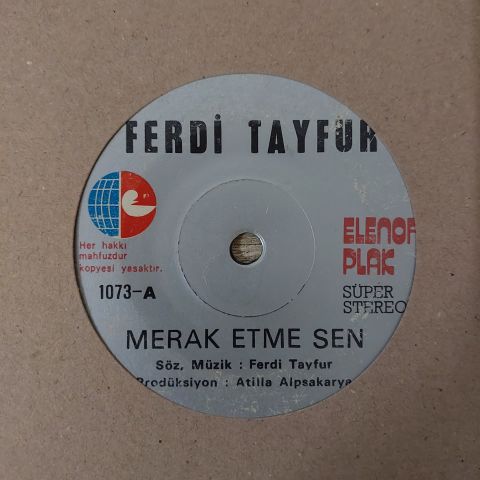 FERDİ TAYFUR
Her hakkı
mahfuzdur
kopyesi yasaktır.
ELENOR
PLAK
1073-A
SÜPER
STEREO
MERAK ETME SEN
Söz, Müzik : Ferdi Tayfur
Prodüksiyon : Atilla Alpsakarya